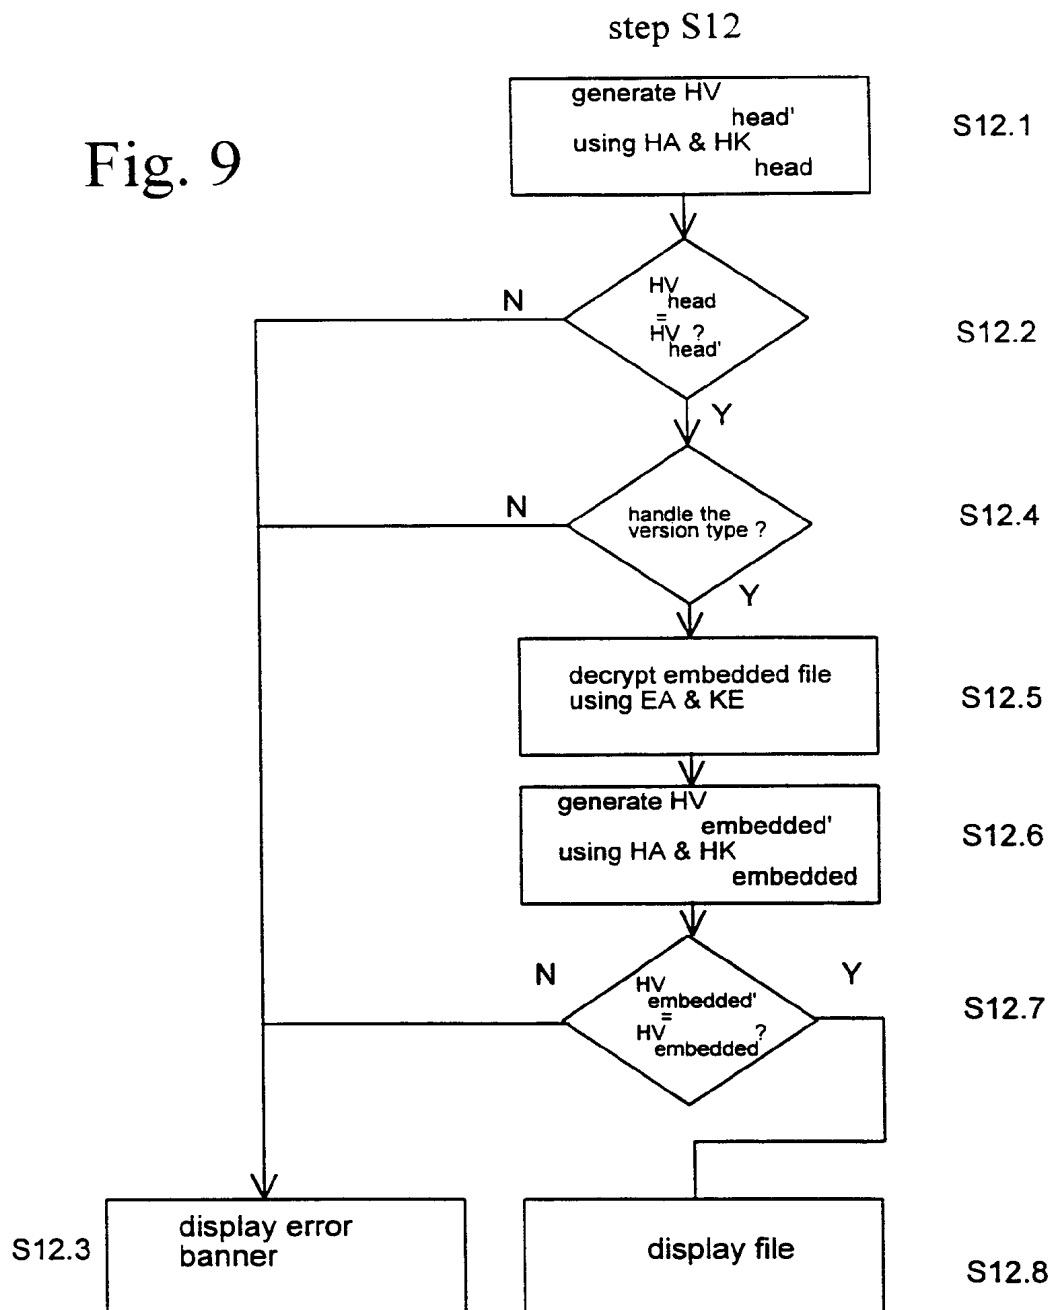 step S12
Fig. 9
generate HV
head'
using HA & HK
head
S12.1
HV
head
=
HV ?
head'
N
S12.2
Y
handle the
version type ?
N
S12.4
Y
decrypt embedded file
using EA & KE
S12.5
generate HV
embedded'
using HA & HK
embedded
S12.6
N
HV
embedded'
=
HV ?
embedded
Y
S12.7
S12.3
display error
banner
display file
S12.8